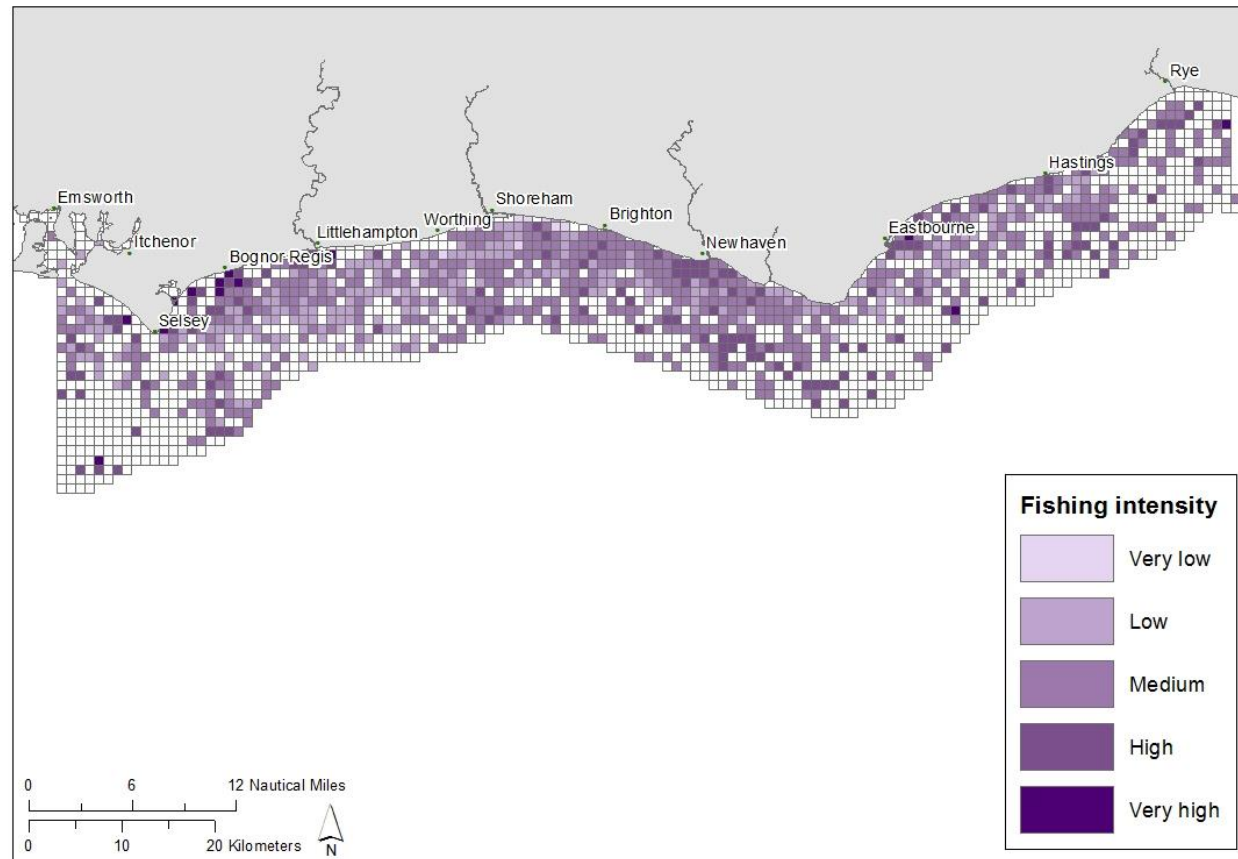 Rye
Hastings
Emsworth
Shoreham
Worthing
Brighton
Itchenor
Littlehampton
Eastbourne
Newhaven
Bognor Regis
Selsey
Fishing intensity
Very low
Low
Medium
High
Very high
0 6 12 Nautical Miles
0 10 20 Kilometers
N